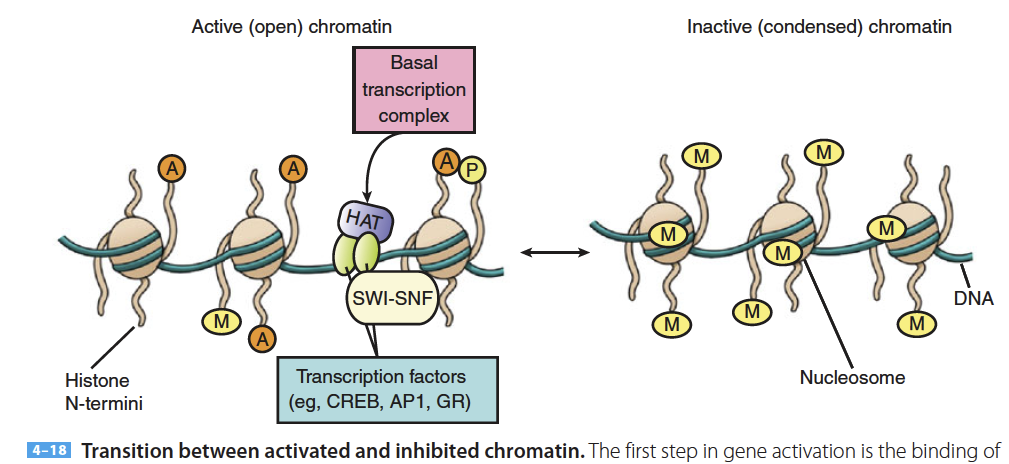 Active (open) chromatin
Inactive (condensed) chromatin
Basal
transcription
complex
A
A
A
P
M
M
HAT
M
M
M
SWI-SNF
M
A
M
M
M
DNA
Histone
N-termini
Transcription factors
(eg, CREB, AP1, GR)
Nucleosome
4–18 Transition between activated and inhibited chromatin. The first step in gene activation is the binding of